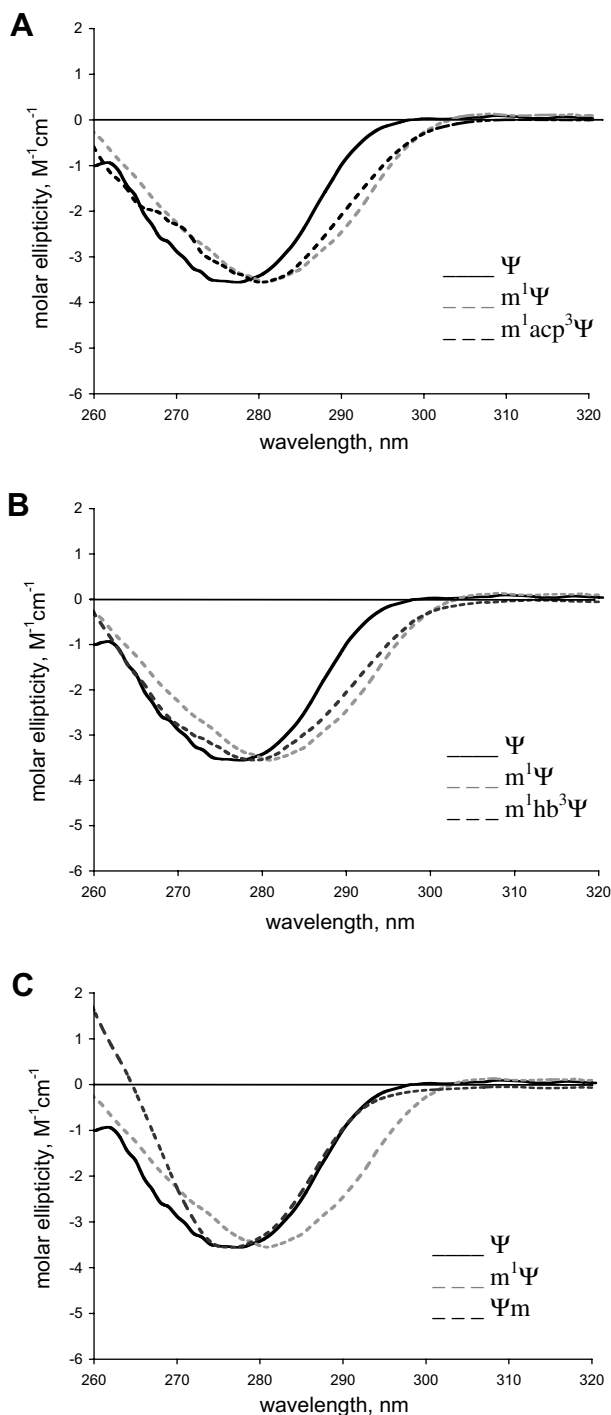 A
2
1
0
-1
-2
-3
-4
-5
-6
molar ellipticity, M⁻¹cm⁻¹
Ψ
m¹Ψ
m¹acp³Ψ
260 270 280 290 300 310 320
wavelength, nm
B
2
1
0
-1
-2
-3
-4
-5
-6
molar ellipticity, M⁻¹cm⁻¹
Ψ
m¹Ψ
m¹hb³Ψ
260 270 280 290 300 310 320
wavelength, nm
C
2
1
0
-1
-2
-3
-4
-5
-6
molar ellipticity, M⁻¹cm⁻¹
Ψ
m¹Ψ
Ψm
260 270 280 290 300 310 320
wavelength, nm